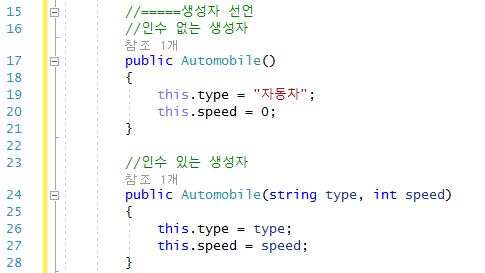 15 //=====생성자 선언
16 //인수 없는 생성자
참조 1개
17 public Automobile()
18 {
19 this.type = "자동차";
20 this.speed = 0;
21 }
22
23 //인수 있는 생성자
참조 1개
24 public Automobile(string type, int speed)
25 {
26 this.type = type;
27 this.speed = speed;
28 }